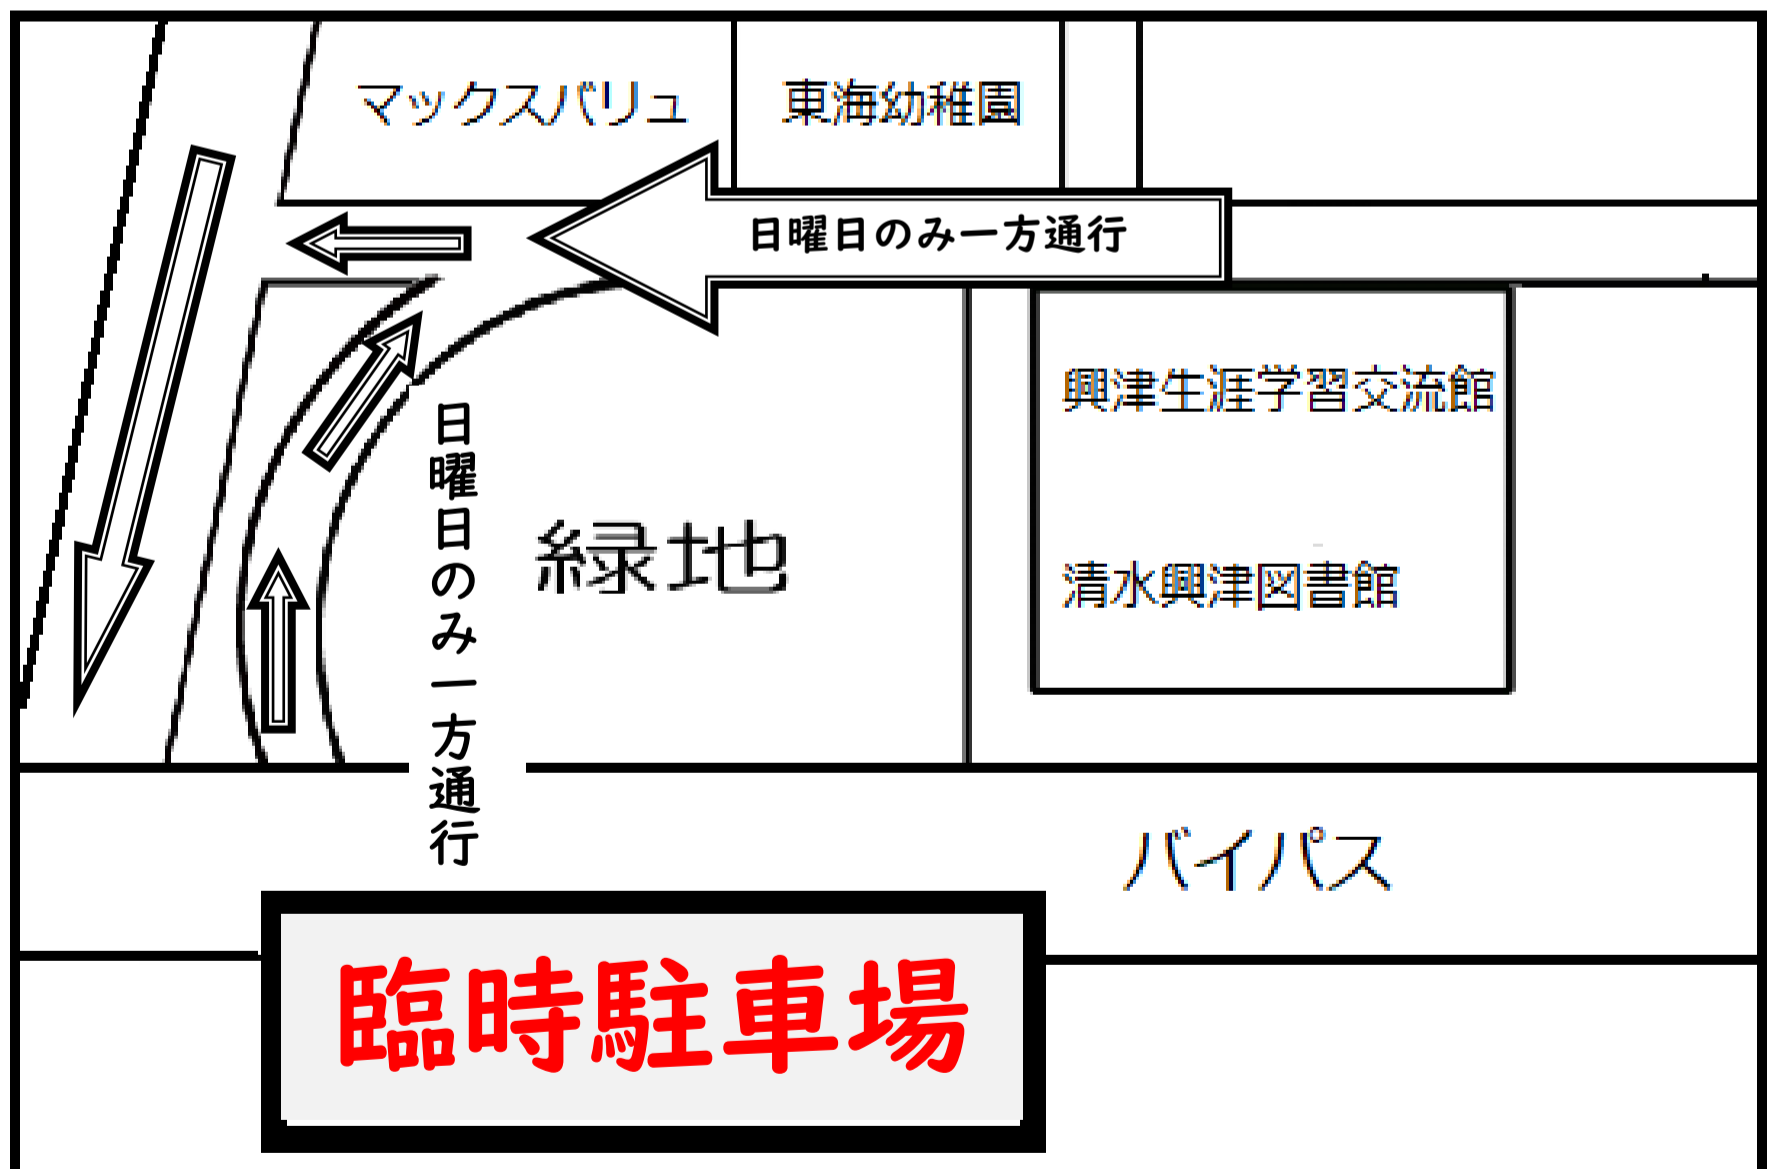 マックスバリュ
東海幼稚園
日曜日のみ一方通行
興津生涯学習交流館
日曜日のみ一方通行
緑地
清水興津図書館
バイパス
臨時駐車場